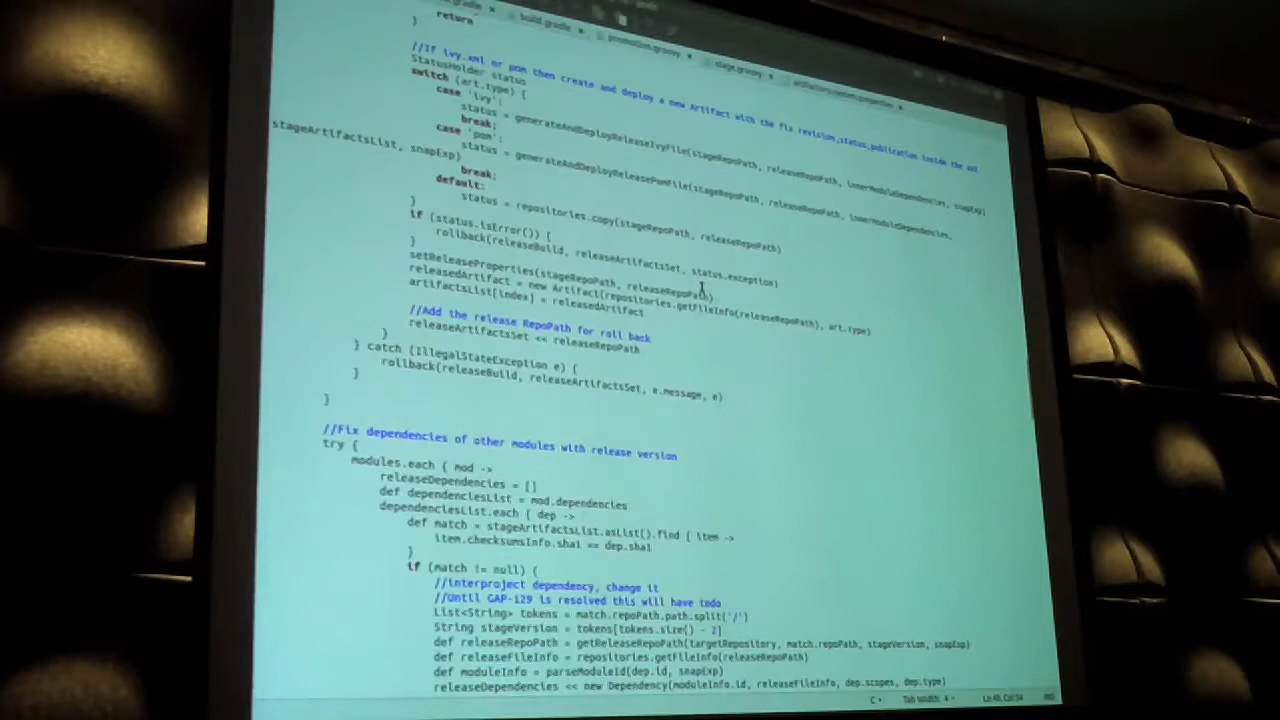 build.gradle
promotion.groovy
stage.groovy
return
}
//If ivy.xml or pom then create and deploy a new Artifact with the fix revision,status,publication inside the xml
StatusHolder status
switch (art.type) {
case 'ivy':
status = generateAndDeployReleaseIvyFile(stageRepoPath, releaseRepoPath, innerModuleDependencies, snapExp)
break;
case 'pom':
status = generateAndDeployReleasePomFile(stageRepoPath, releaseRepoPath, innerModuleDependencies,
stageArtifactsList, snapExp)
break;
default:
status = repositories.copy(stageRepoPath, releaseRepoPath)
}
if (status.isError()) {
rollback(releaseBuild, releaseArtifactsSet, status.exception)
}
setReleaseProperties(stageRepoPath, releaseRepoPath)
releasedArtifact = new Artifact(repositories.getFileInfo(releaseRepoPath), art.type)
artifactsList[index] = releasedArtifact
//Add the release RepoPath for roll back
releaseArtifactsSet << releaseRepoPath
}
} catch (IllegalStateException e) {
rollback(releaseBuild, releaseArtifactsSet, e.message, e)
}
}
//Fix dependencies of other modules with release version
try {
modules.each { mod ->
releaseDependencies = []
def dependenciesList = mod.dependencies
dependenciesList.each { dep ->
def match = stageArtifactsList.asList().find { item ->
item.checksumsInfo.sha1 == dep.sha1
}
if (match != null) {
//interproject dependency, change it
//Until GAP-129 is resolved this will have todo
List<String> tokens = match.repoPath.path.split('/')
String stageVersion = tokens[tokens.size() - 2]
def releaseRepoPath = getReleaseRepoPath(targetRepository, match.repoPath, stageVersion, snapExp)
def releaseFileInfo = repositories.getFileInfo(releaseRepoPath)
def moduleInfo = parseModuleId(dep.id, snapExp)
releaseDependencies << new Dependency(moduleInfo.id, releaseFileInfo, dep.scopes, dep.type)
C Tab Width: 4